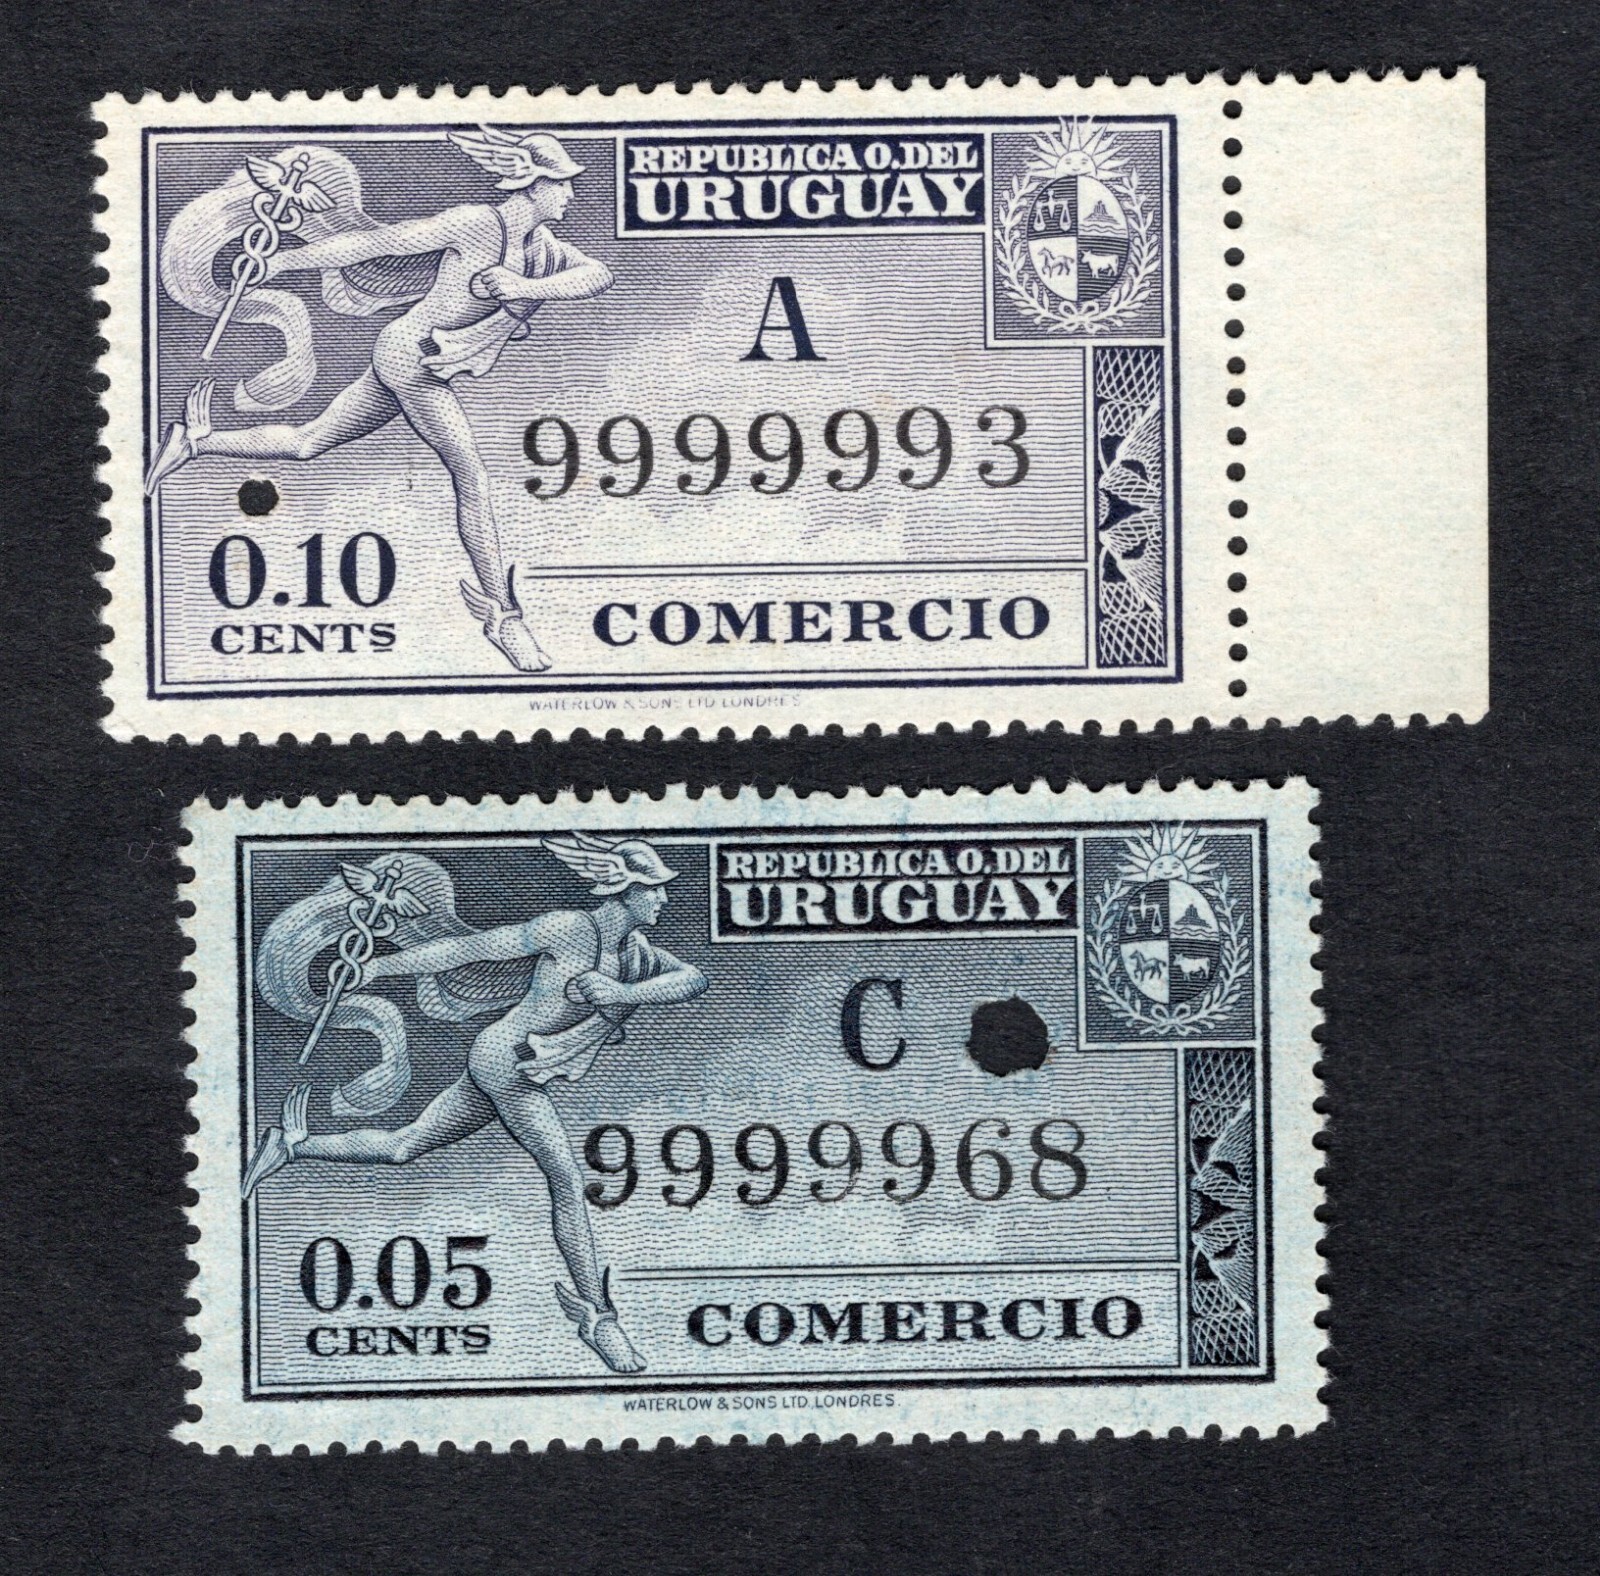 REPUBLICA O. DEL
URUGUAY
A
9999993
0.10
CENTS
COMERCIO
WATERLOW & SONS LTD LONDRES
REPUBLICA O. DEL
URUGUAY
C
9999968
0.05
CENTS
COMERCIO
WATERLOW & SONS LTD. LONDRES.